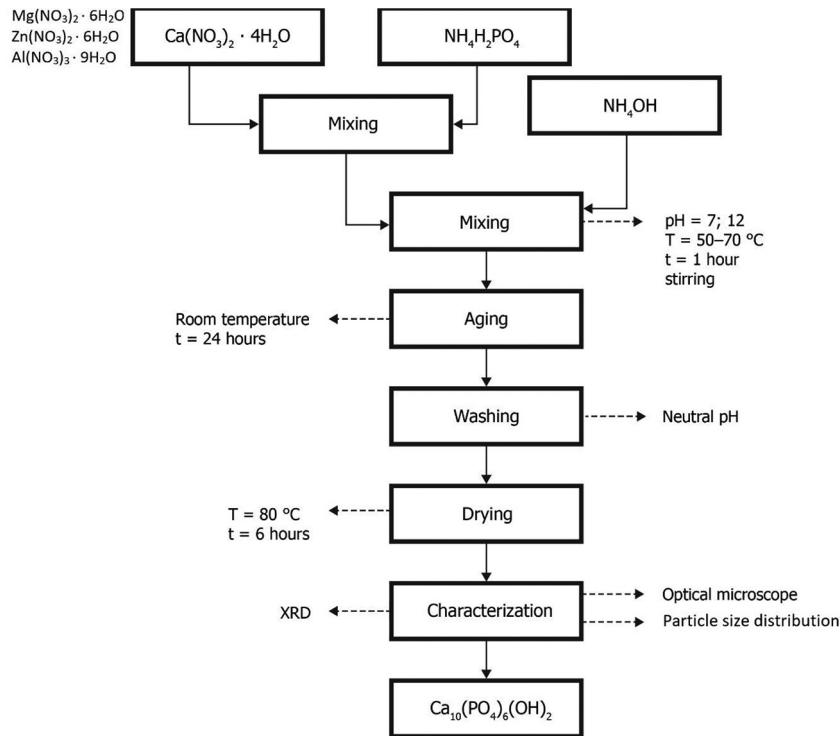 Mg(NO₃)₂ · 6H₂O
Zn(NO₃)₂ · 6H₂O
Al(NO₃)₃ · 9H₂O
Ca(NO₃)₂ · 4H₂O
NH₄H₂PO₄
Mixing
NH₄OH
Mixing
pH = 7; 12
T = 50–70 °C
t = 1 hour
stirring
Room temperature
t = 24 hours
Aging
Washing
Neutral pH
T = 80 °C
t = 6 hours
Drying
XRD
Characterization
Optical microscope
Particle size distribution
Ca₁₀(PO₄)₆(OH)₂